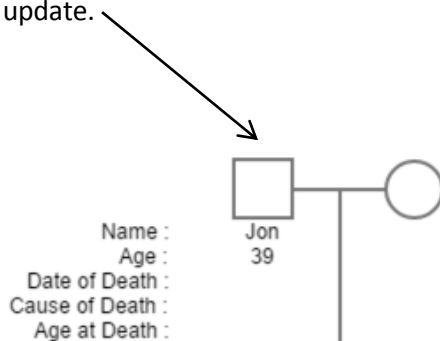 update.
Name : Jon
Age : 39
Date of Death :
Cause of Death :
Age at Death :